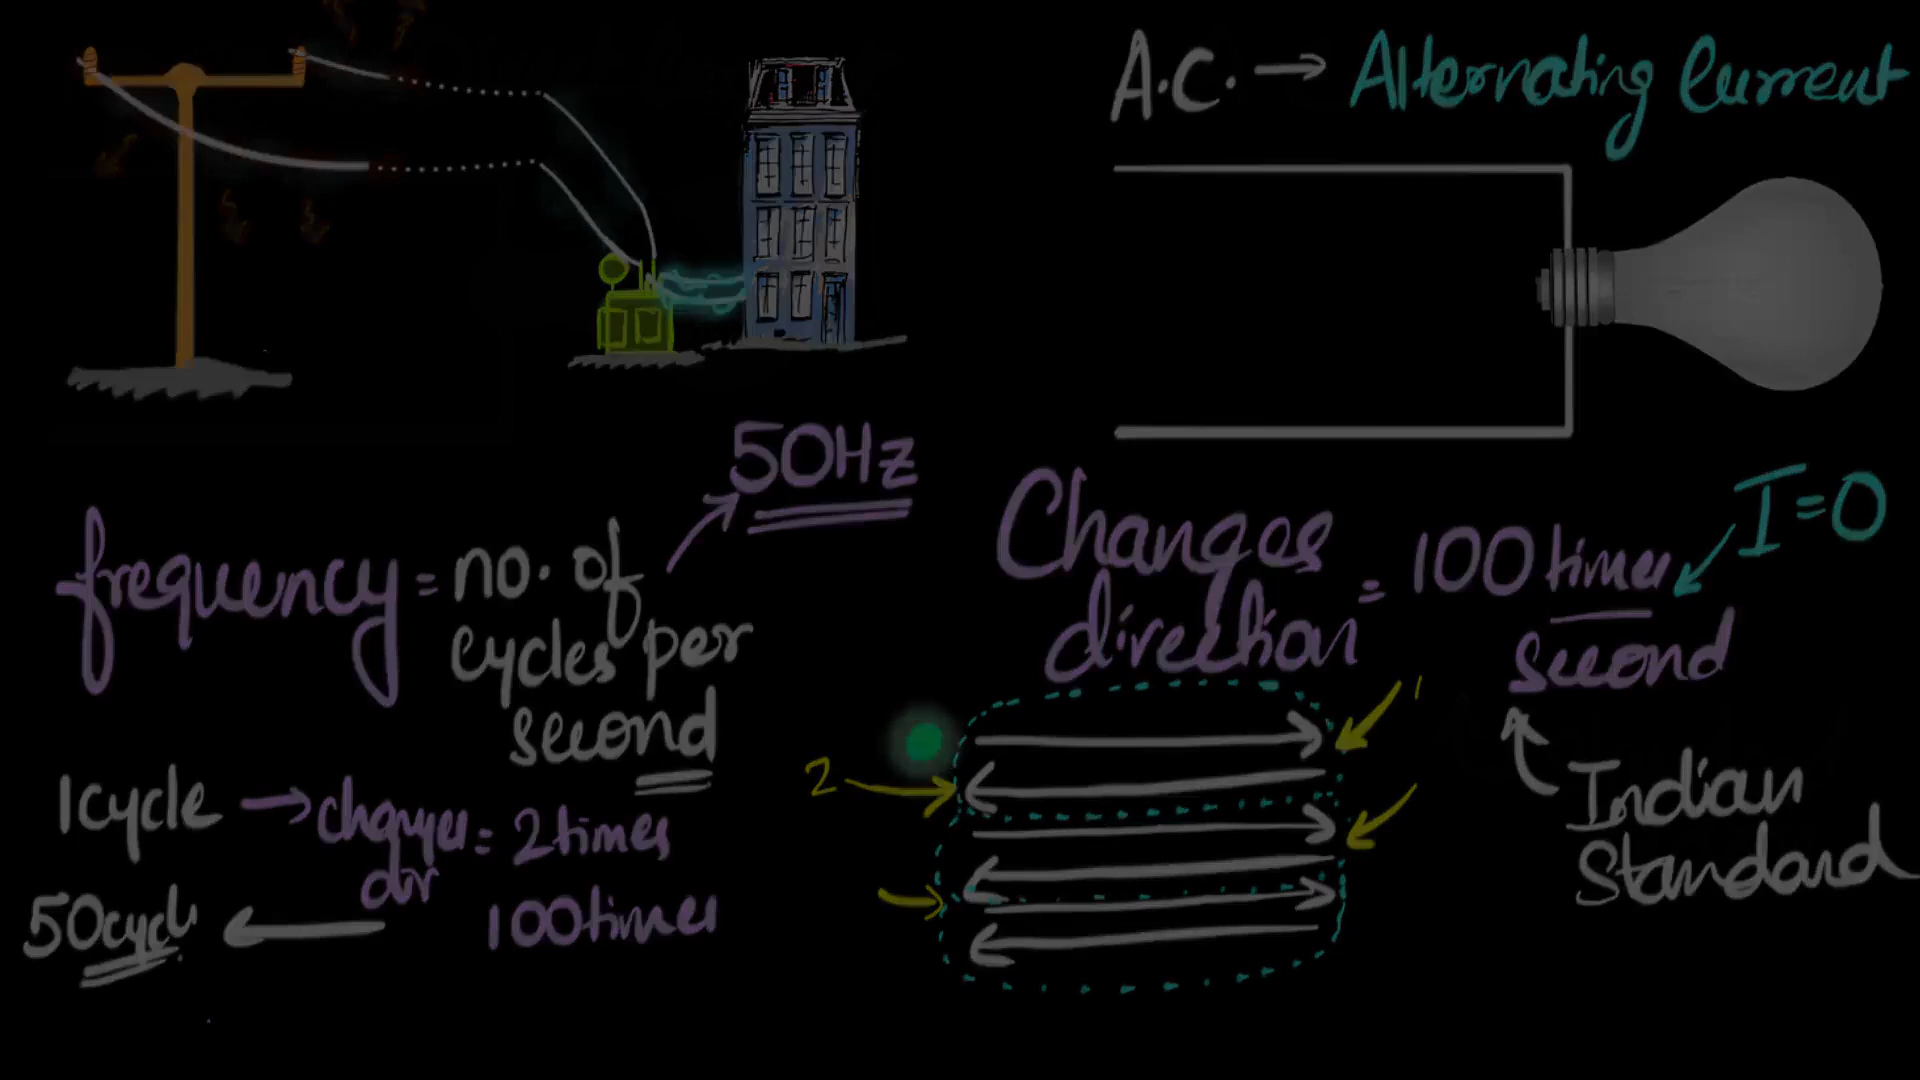 A.C. → Alternating Current
50Hz
frequency = no. of
cycles per
second
1cycle → changes = 2times
dir
50cycles ← 100times
Changes
direction = 100 times
second
I=0
Indian
Standard
1
2